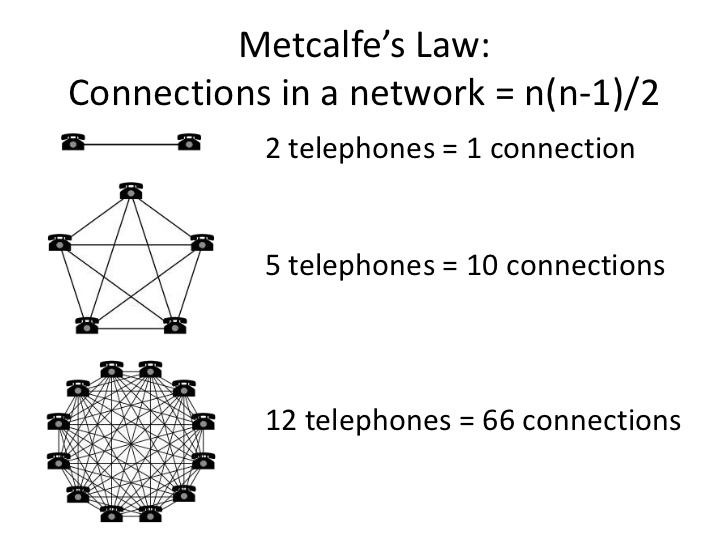 Metcalfe’s Law:
Connections in a network = n(n-1)/2
2 telephones = 1 connection
5 telephones = 10 connections
12 telephones = 66 connections